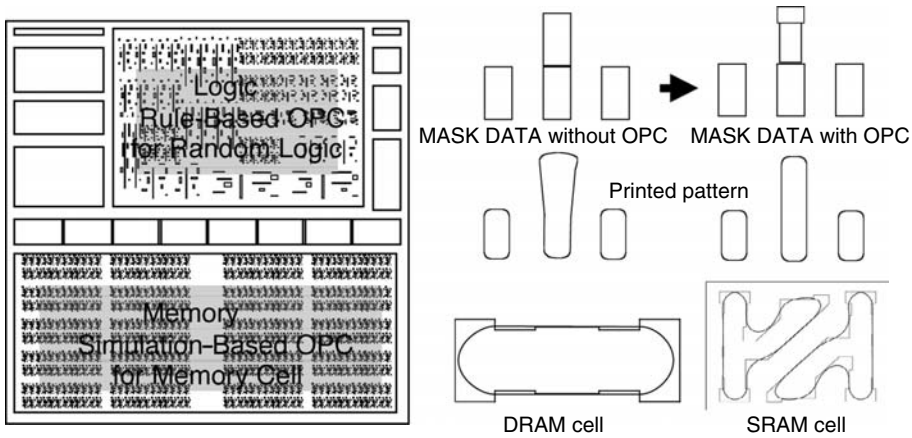 Logic
Rule-Based OPC
for Random Logic
Memory
Simulation-Based OPC
for Memory Cell
MASK DATA without OPC
MASK DATA with OPC
Printed pattern
DRAM cell
SRAM cell